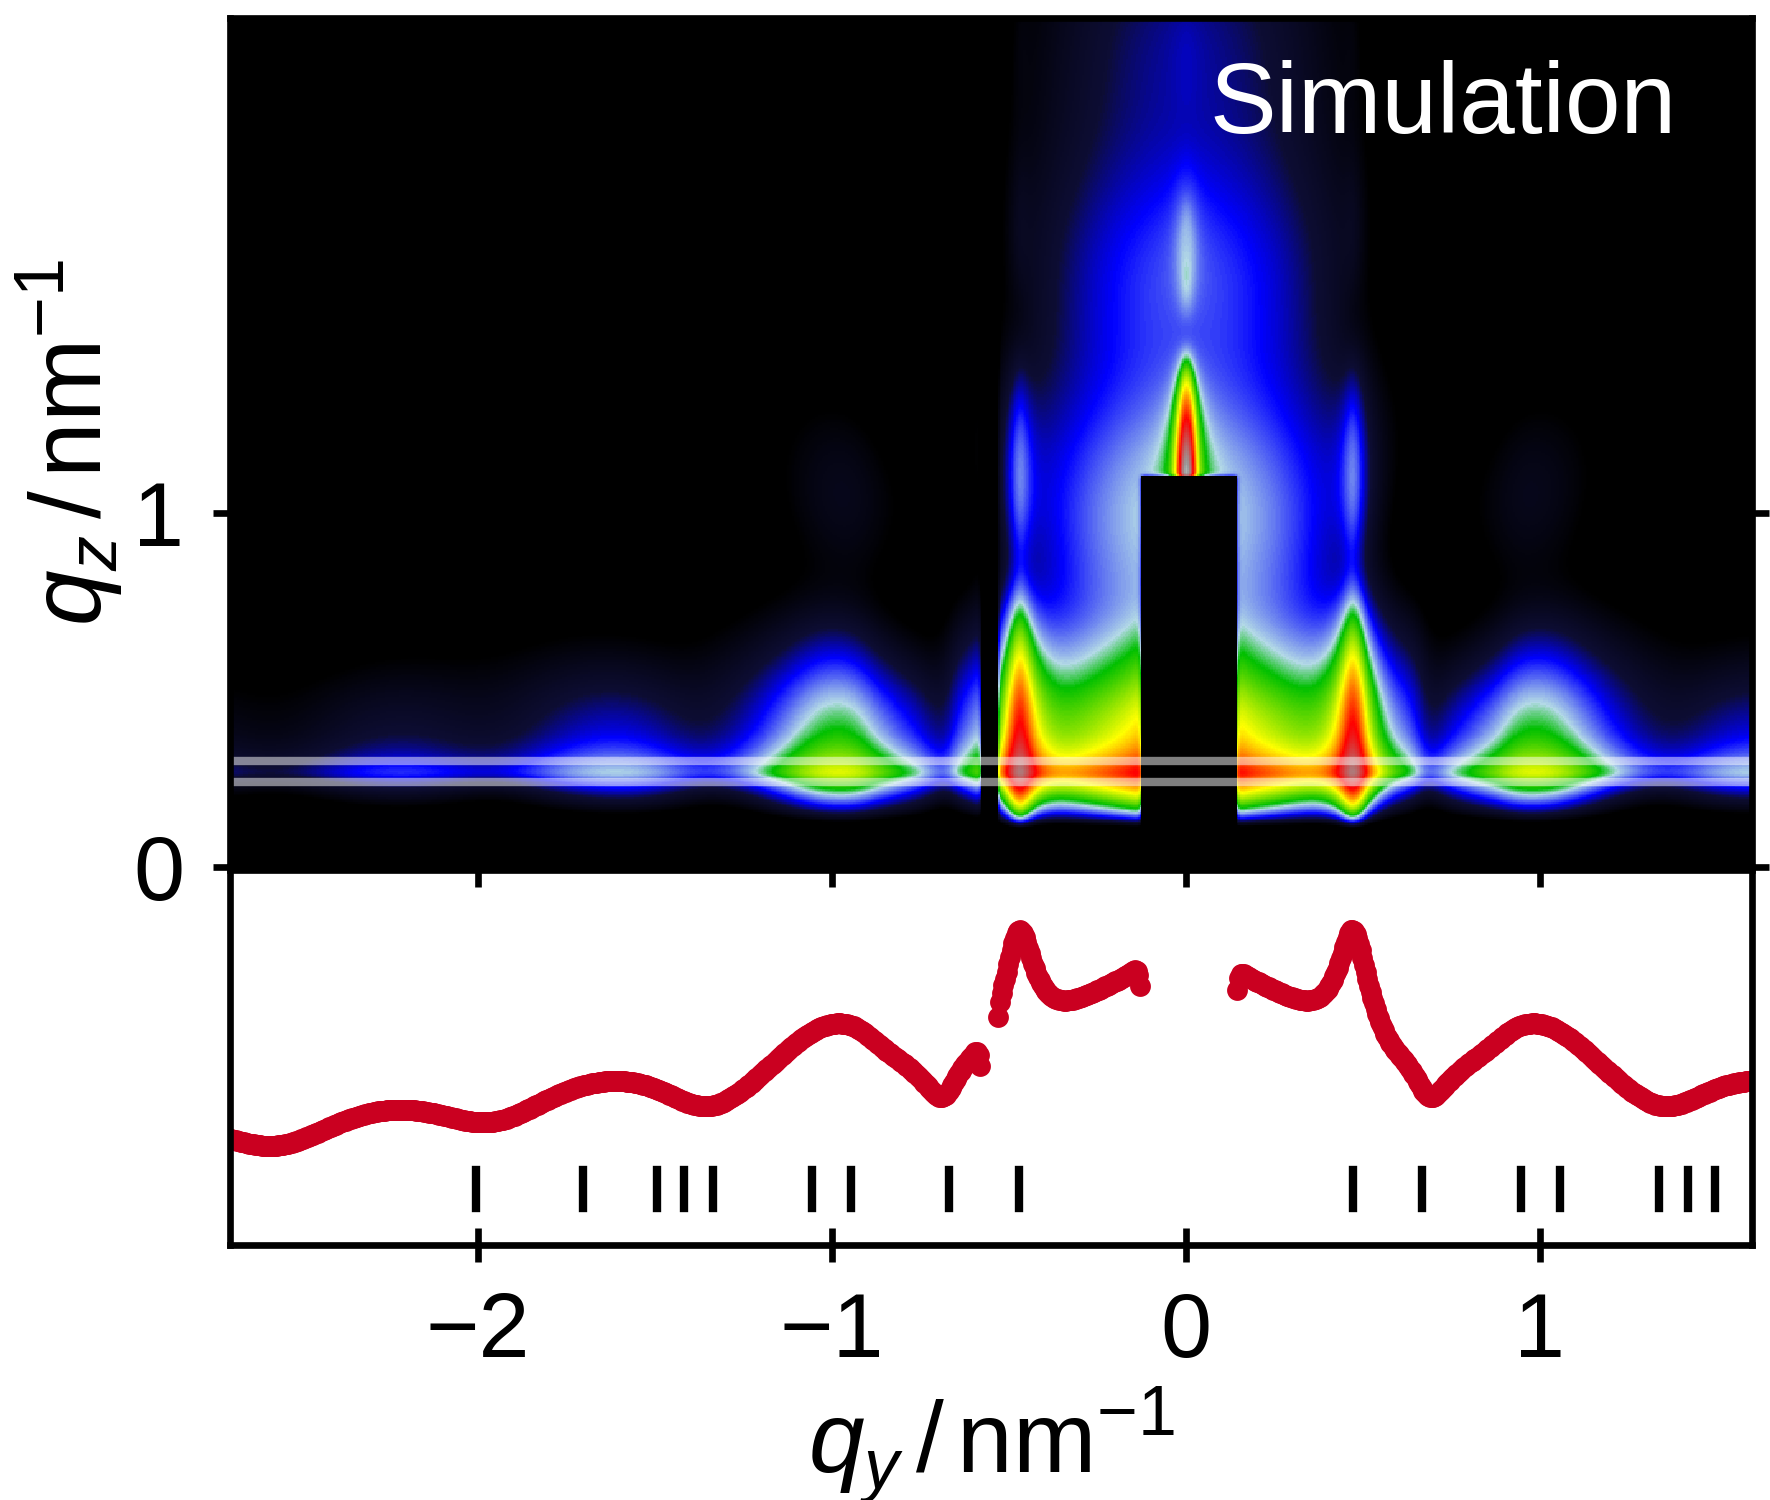 Simulation
q_z / nm⁻¹
1
0
−2 −1 0 1
q_y / nm⁻¹